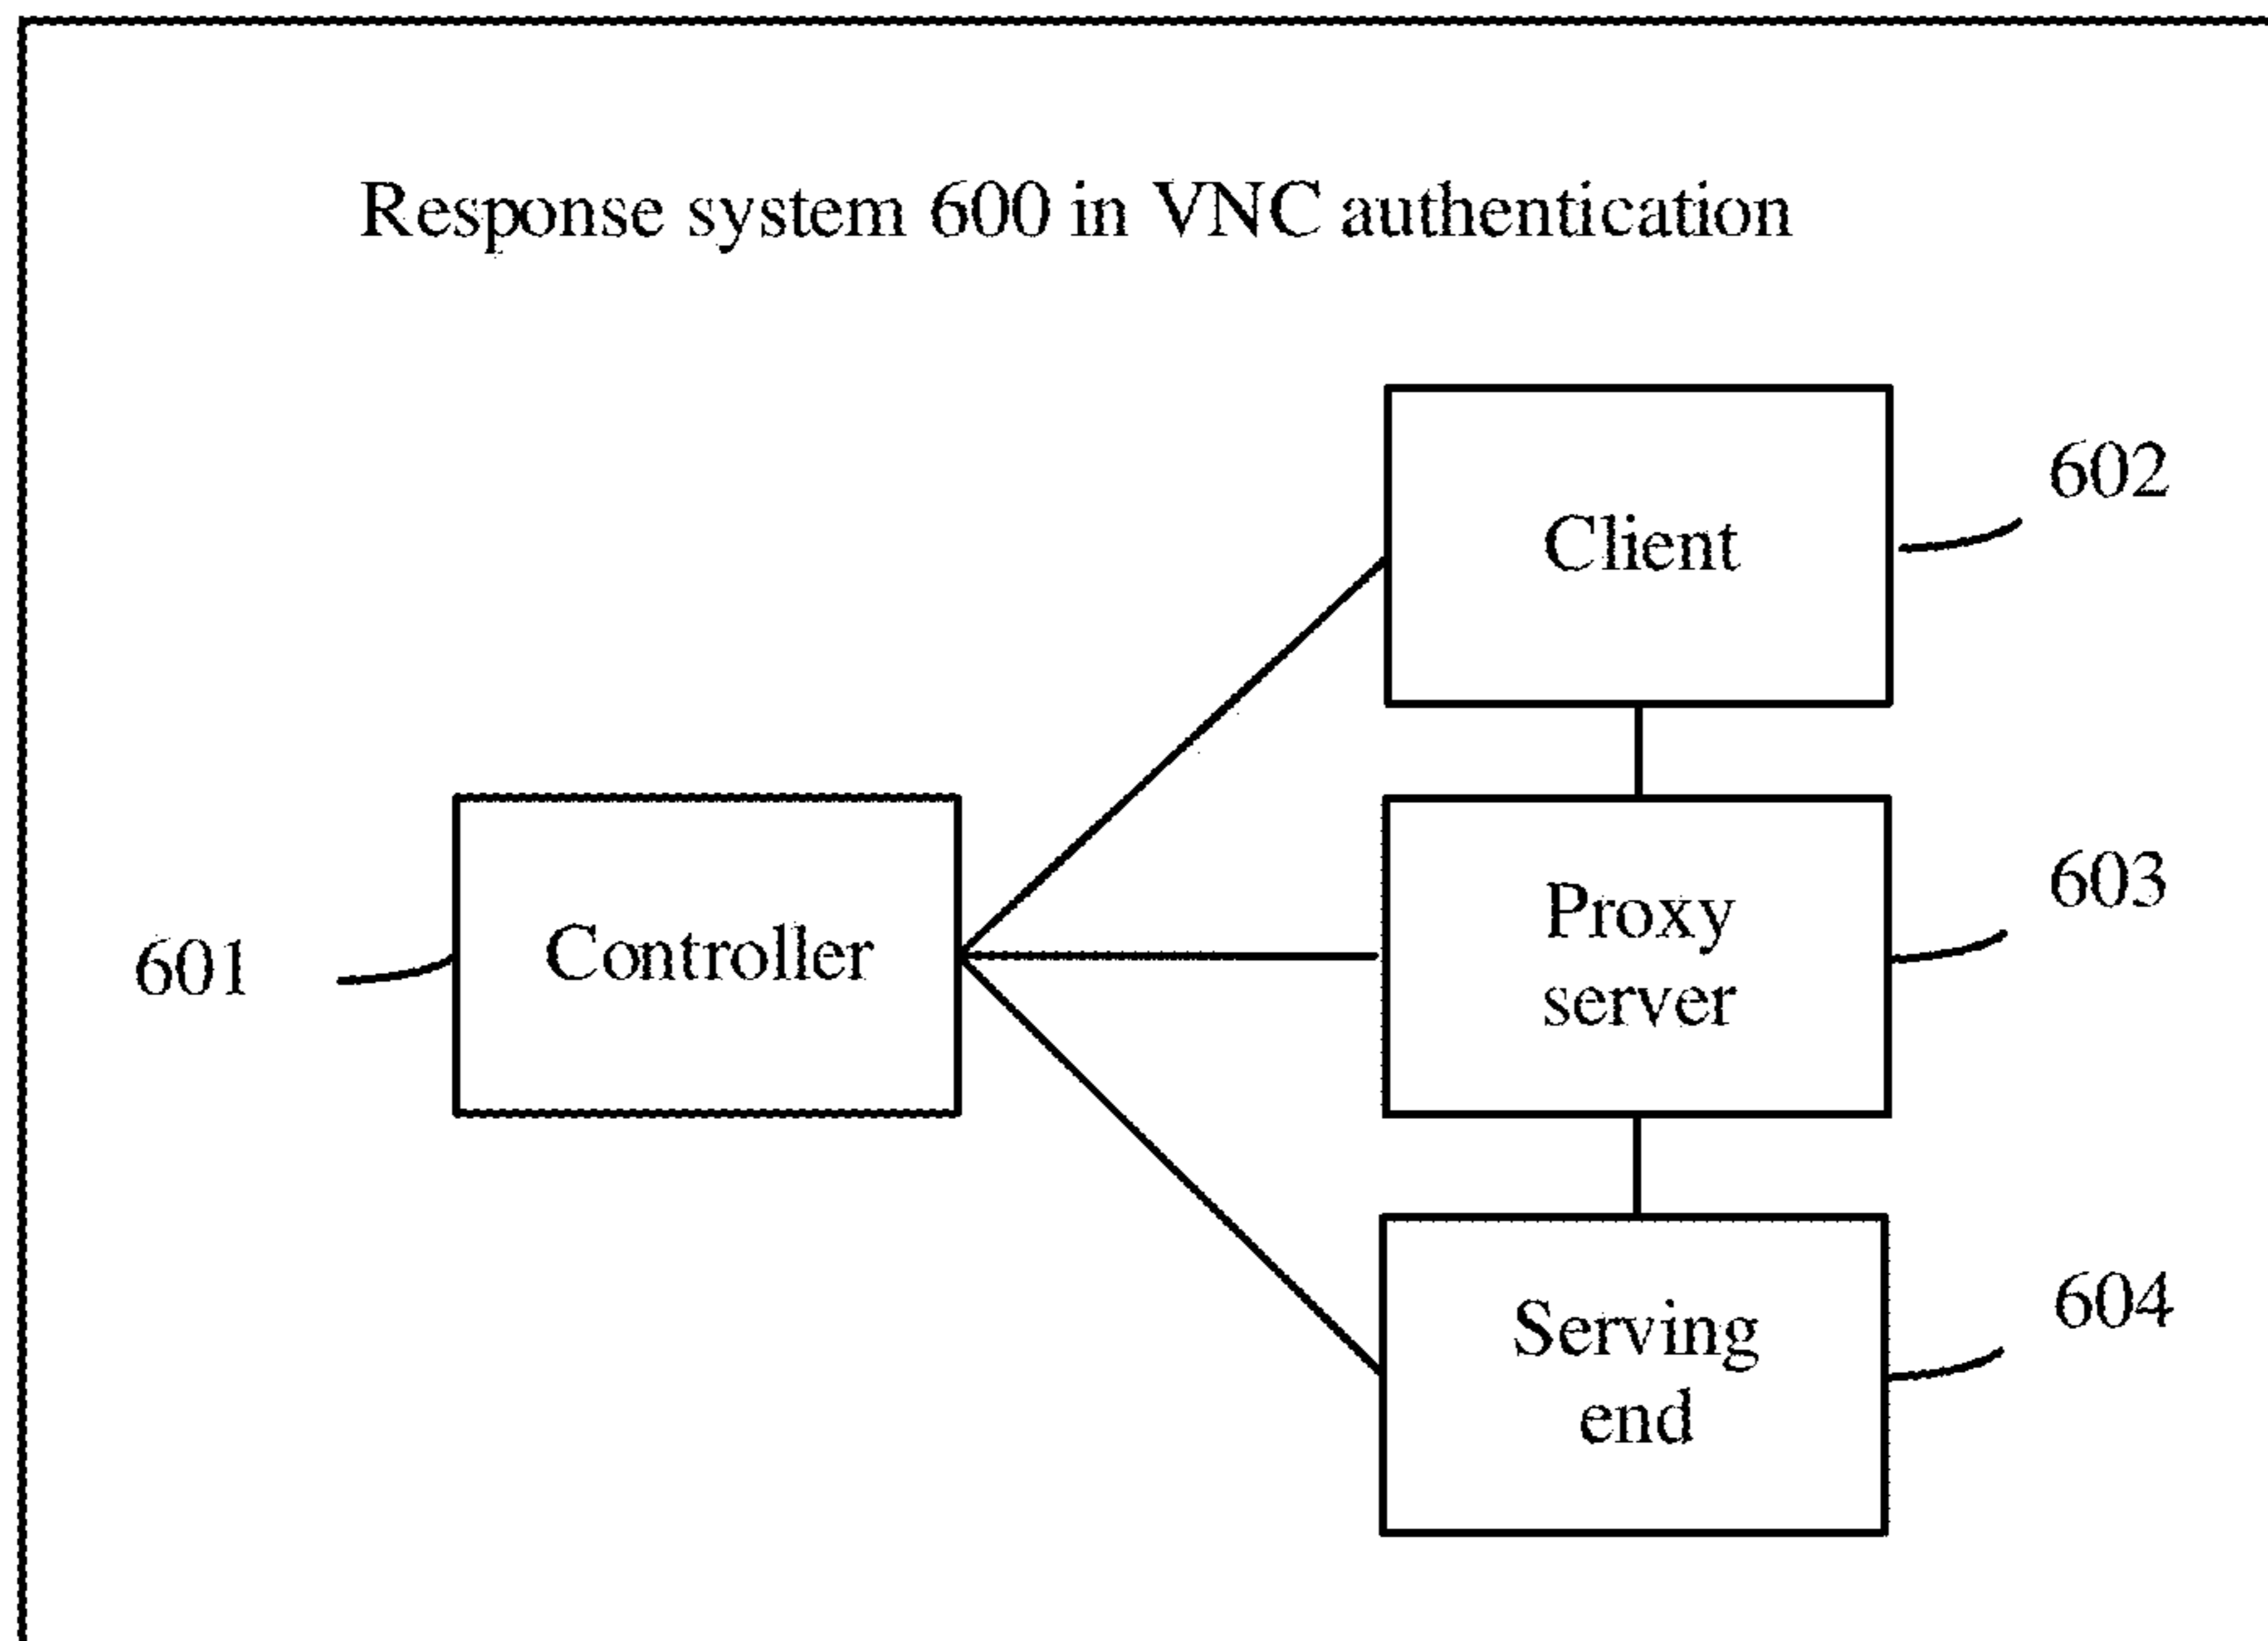 Response system 600 in VNC authentication
602
Client
603
Proxy
server
601
Controller
604
Serving
end